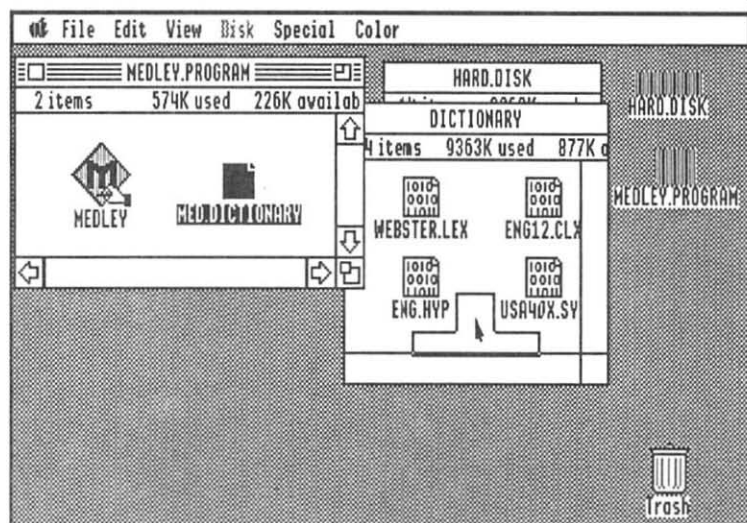 File Edit View Disk Special Color
MEDLEY.PROGRAM
2 items 574K used 226K availab
MEDLEY
MED.DICTIONARY
HARD.DISK
DICTIONARY
4 items 9363K used 877K a
WEBSTER.LEX
ENG12.CLX
ENG.HYP
USA40X.SY
HARD.DISK
MEDLEY.PROGRAM
Trash